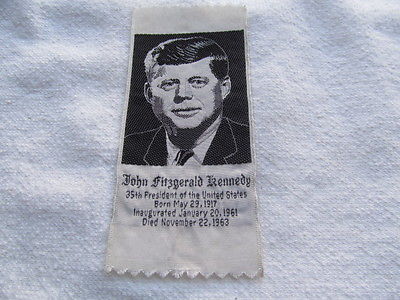 John Fitzgerald Kennedy
35th President of the United States
Born May 29, 1917
Inaugurated January 20, 1961
Died November 22, 1963